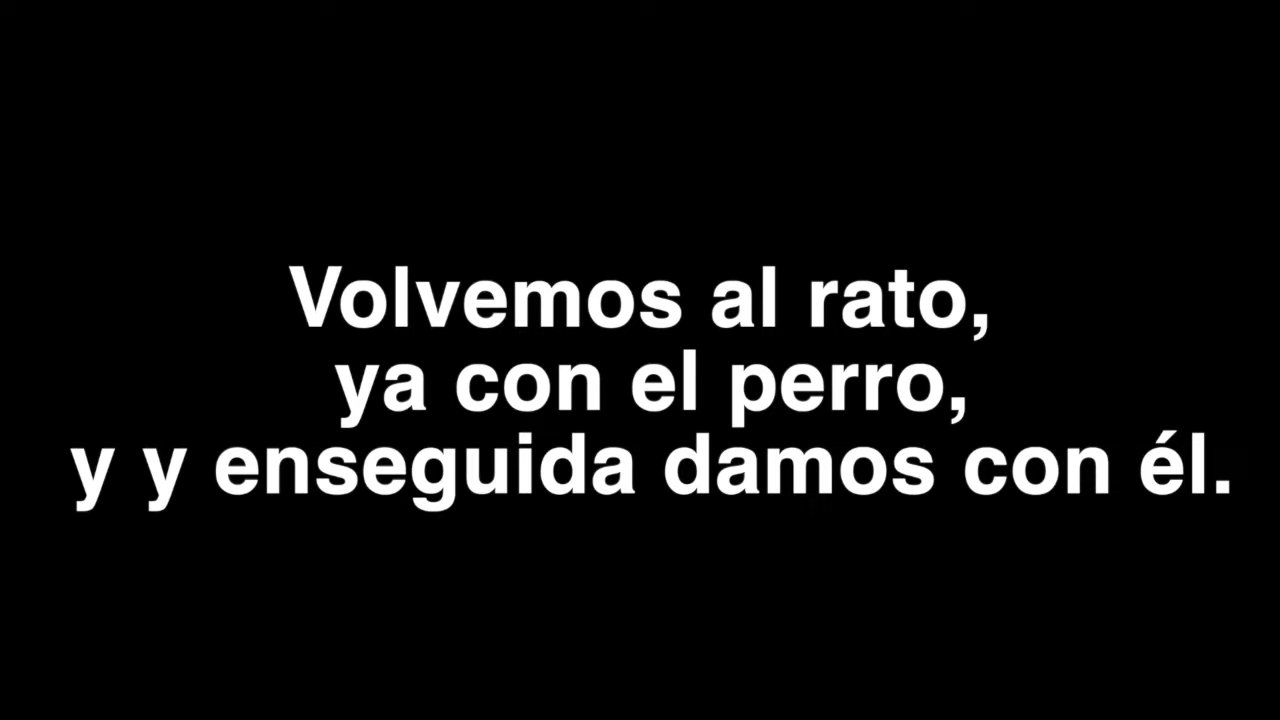 Volvemos al rato,
ya con el perro,
y y enseguida damos con él.